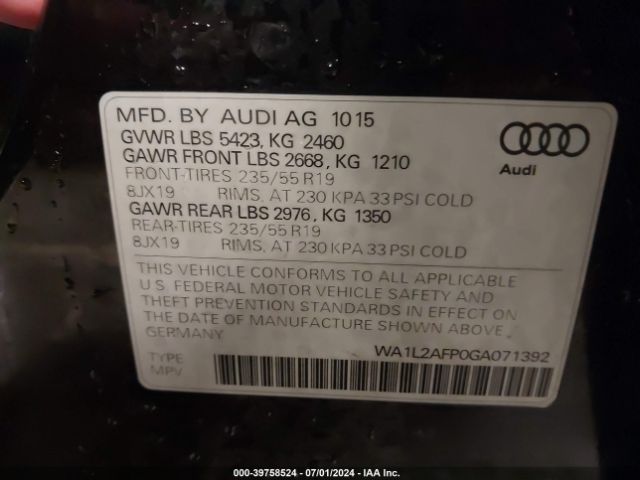 MFD. BY AUDI AG 1015
GVWR LBS 5423, KG 2460
GAWR FRONT LBS 2668, KG 1210
FRONT-TIRES 235/55 R19
8JX19 RIMS, AT 230 KPA 33 PSI COLD
GAWR REAR LBS 2976, KG 1350
REAR-TIRES 235/55 R19
8JX19 RIMS, AT 230 KPA 33 PSI COLD
Audi
THIS VEHICLE CONFORMS TO ALL APPLICABLE
U.S. FEDERAL MOTOR VEHICLE SAFETY AND
THEFT PREVENTION STANDARDS IN EFFECT ON
THE DATE OF MANUFACTURE SHOWN ABOVE
GERMANY
WA1L2AFP0GA071392
TYPE
MPV
000-39758524 - 07/01/2024 - IAA Inc.